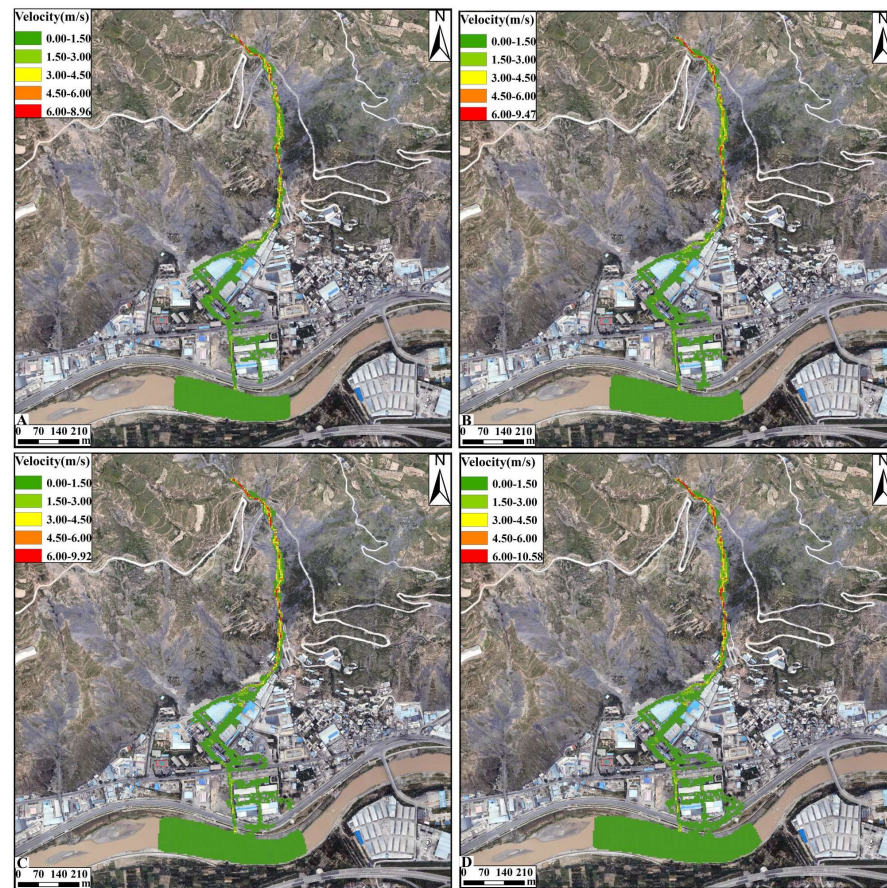 Velocity(m/s)
0.00-1.50
1.50-3.00
3.00-4.50
4.50-6.00
6.00-8.96
N
A
0 70 140 210
m
Velocity(m/s)
0.00-1.50
1.50-3.00
3.00-4.50
4.50-6.00
6.00-9.47
N
B
0 70 140 210
m
Velocity(m/s)
0.00-1.50
1.50-3.00
3.00-4.50
4.50-6.00
6.00-9.92
N
C
0 70 140 210
m
Velocity(m/s)
0.00-1.50
1.50-3.00
3.00-4.50
4.50-6.00
6.00-10.58
N
D
0 70 140 210
m